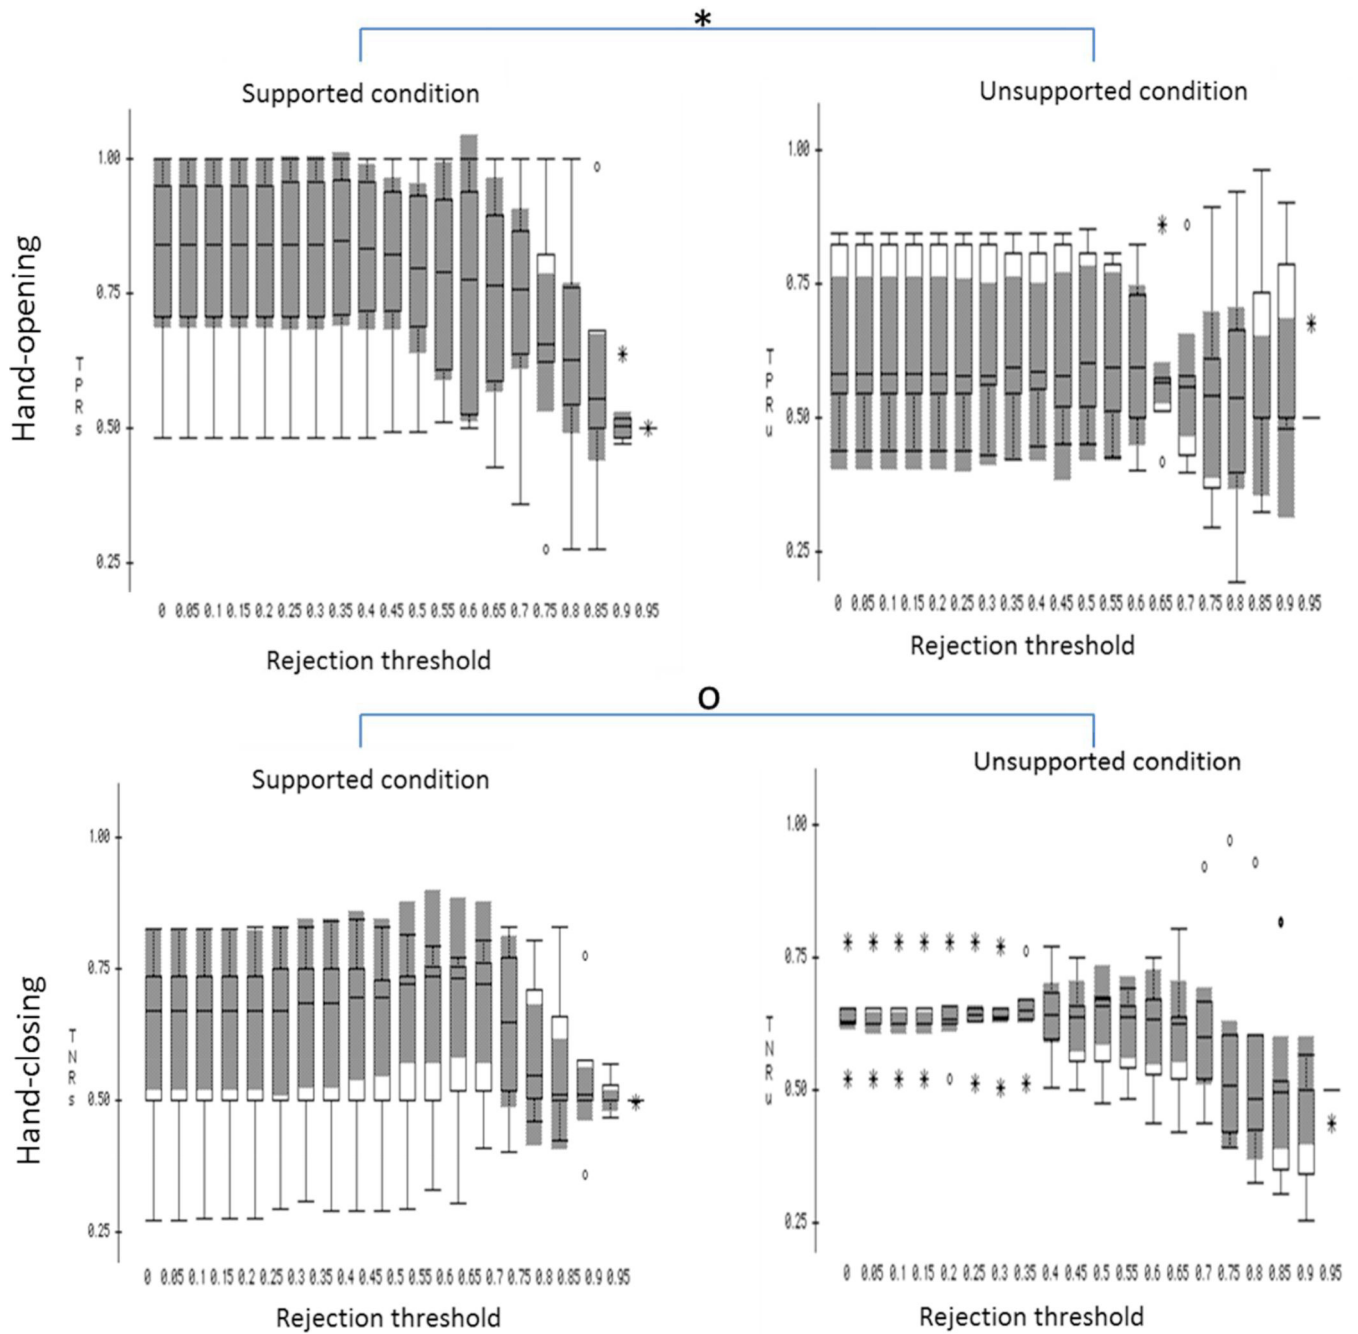 *
Supported condition
Unsupported condition
Hand-opening
TPRs
1.00
0.75
0.50
0.25
0 0.05 0.1 0.15 0.2 0.25 0.3 0.35 0.4 0.45 0.5 0.55 0.6 0.65 0.7 0.75 0.8 0.85 0.9 0.95
Rejection threshold
TPRu
1.00
0.75
0.50
0.25
0 0.05 0.1 0.15 0.2 0.25 0.3 0.35 0.4 0.45 0.5 0.55 0.6 0.65 0.7 0.75 0.8 0.85 0.9 0.95
Rejection threshold
O
Supported condition
Unsupported condition
Hand-closing
TNRs
1.00
0.75
0.50
0.25
0 0.05 0.1 0.15 0.2 0.25 0.3 0.35 0.4 0.45 0.5 0.55 0.6 0.65 0.7 0.75 0.8 0.85 0.9 0.95
Rejection threshold
TNRu
1.00
0.75
0.50
0.25
0 0.05 0.1 0.15 0.2 0.25 0.3 0.35 0.4 0.45 0.5 0.55 0.6 0.65 0.7 0.75 0.8 0.85 0.9 0.95
Rejection threshold